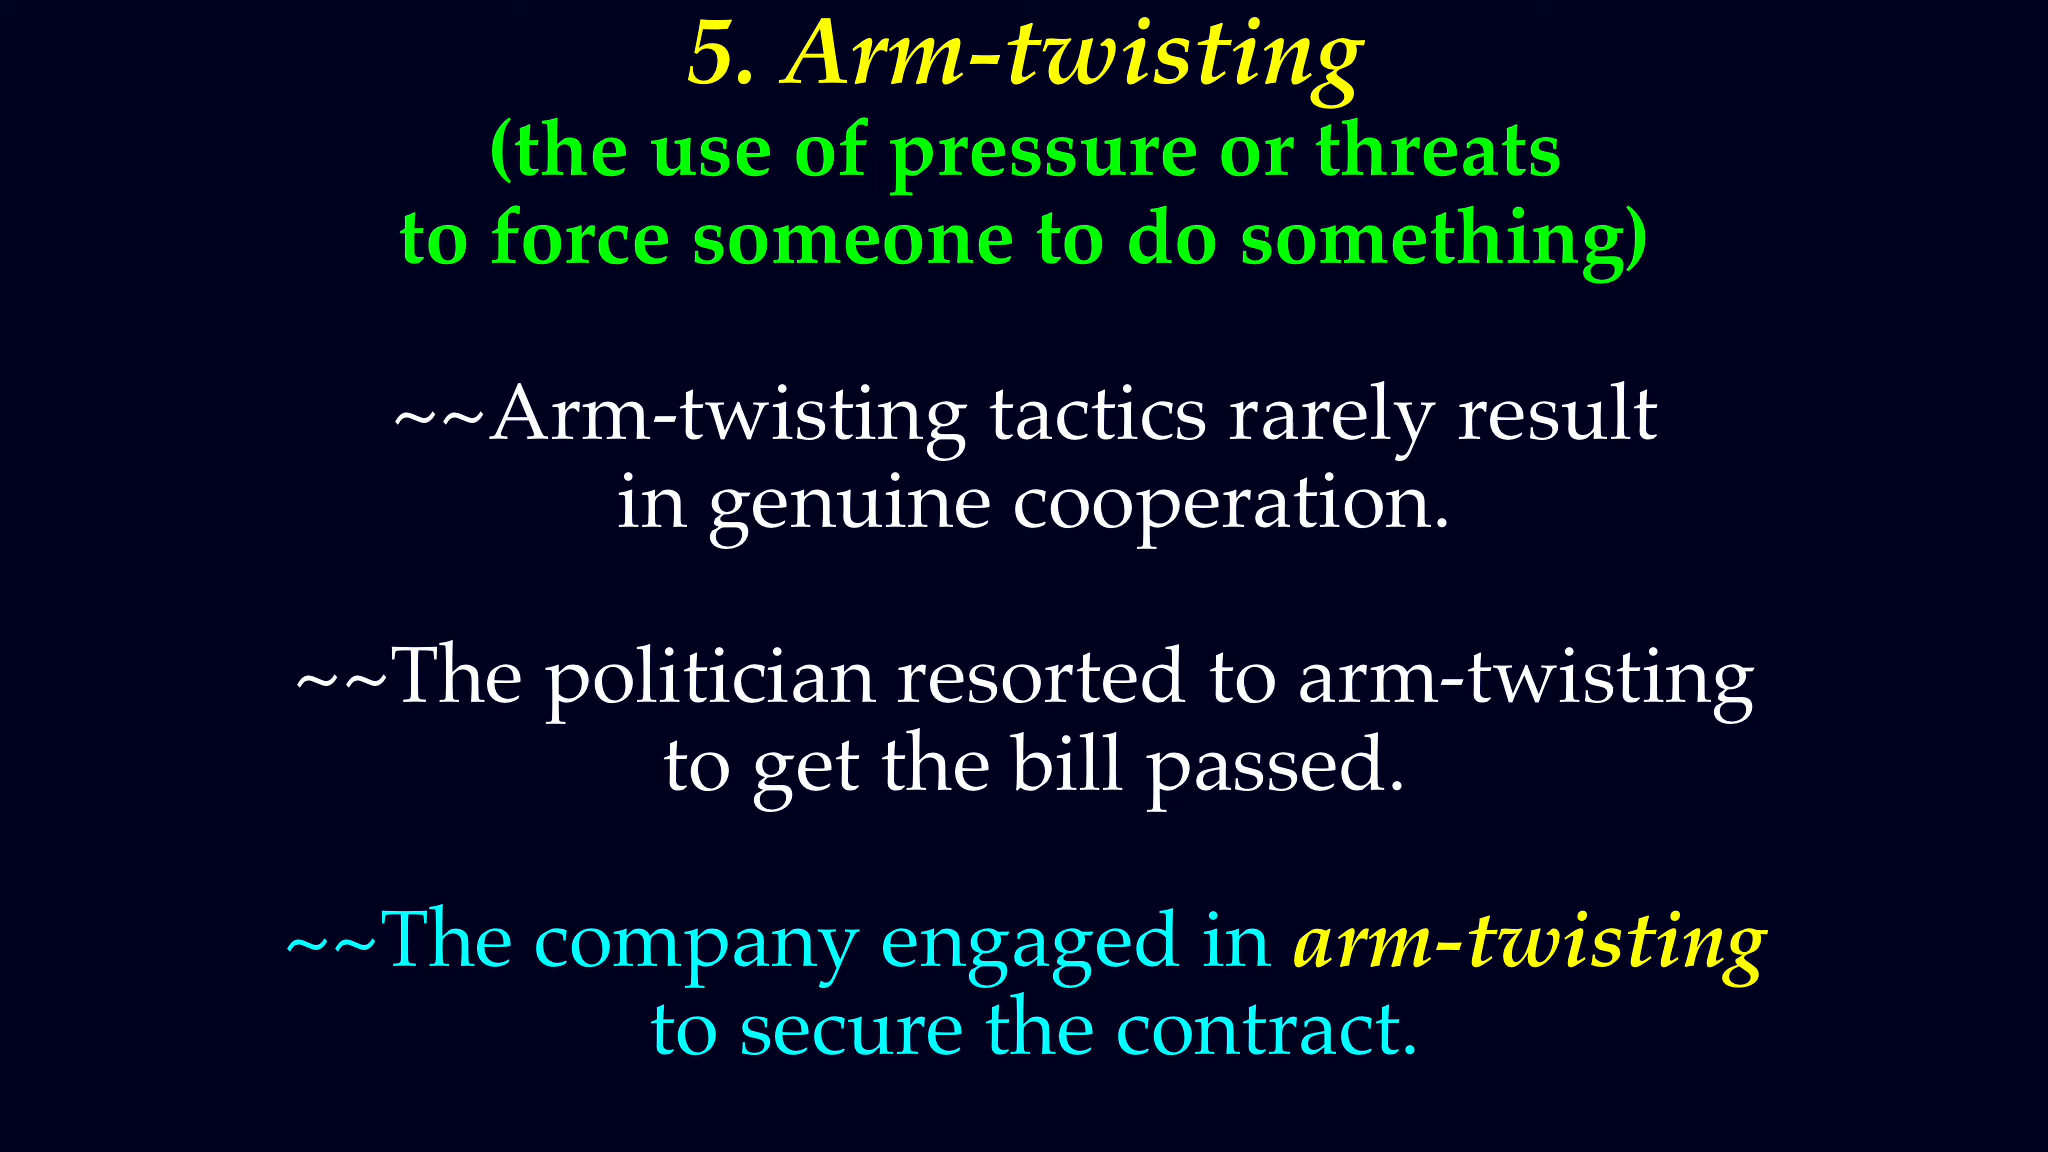 5. Arm-twisting
(the use of pressure or threats
to force someone to do something)
~~Arm-twisting tactics rarely result
in genuine cooperation.
~~The politician resorted to arm-twisting
to get the bill passed.
~~The company engaged in arm-twisting
to secure the contract.